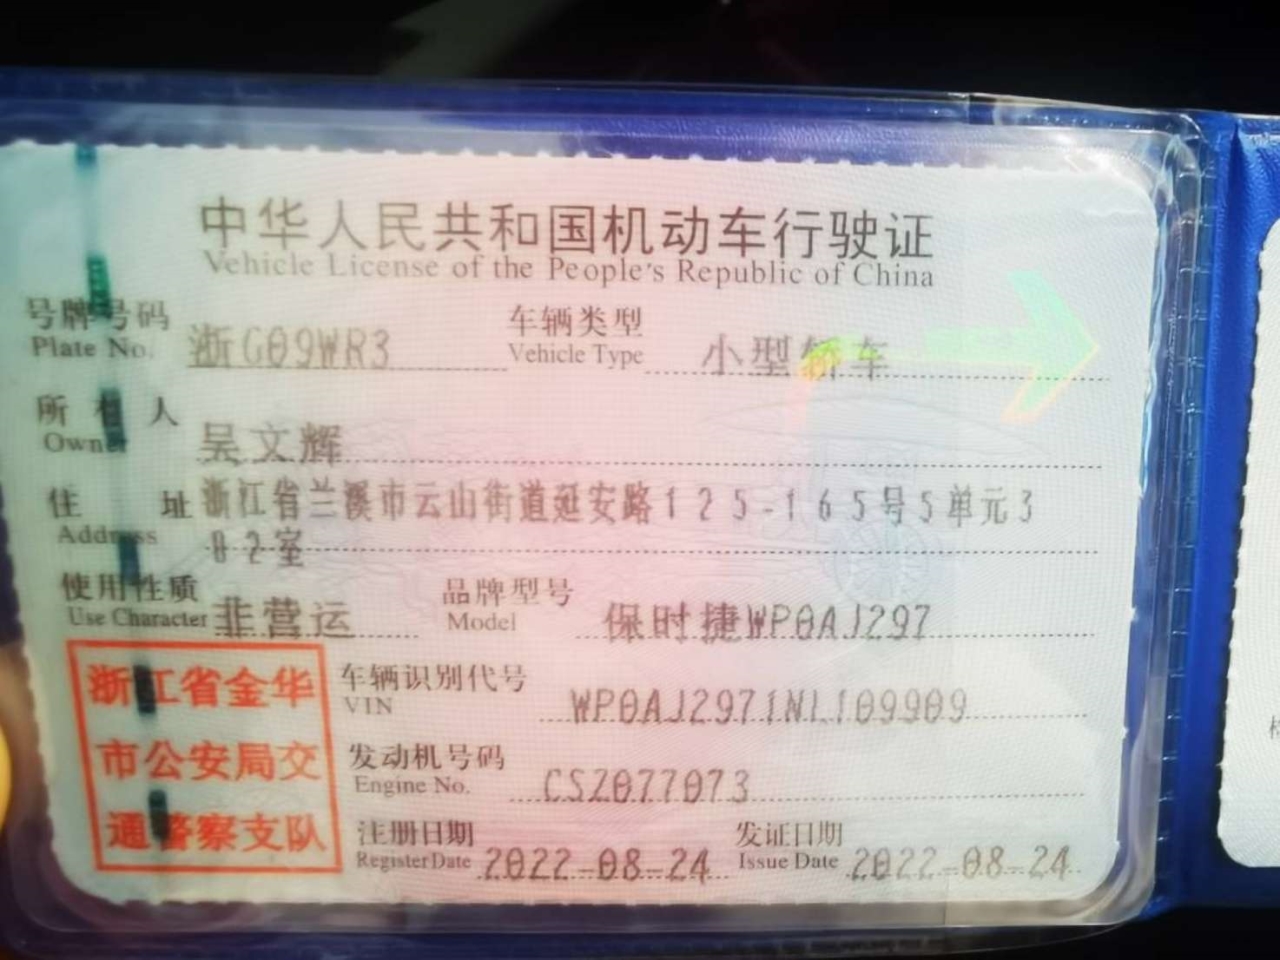 中华人民共和国机动车行驶证
Vehicle License of the People's Republic of China
号牌号码 浙G09WR3 车辆类型 小型轿车
Plate No. Vehicle Type
所有人 吴文辉
Owner
住址 浙江省兰溪市云山街道延安路125-165号5单元3
Address 02室
使用性质 非营运 品牌型号 保时捷WP0AJ297
Use Character Model
浙江省金华
市公安局交
通警察支队
车辆识别代号 WP0AJ2971NL109909
VIN
发动机号码 CSZ077073
Engine No.
注册日期 2022-08-24 发证日期 2022-08-24
Register Date Issue Date